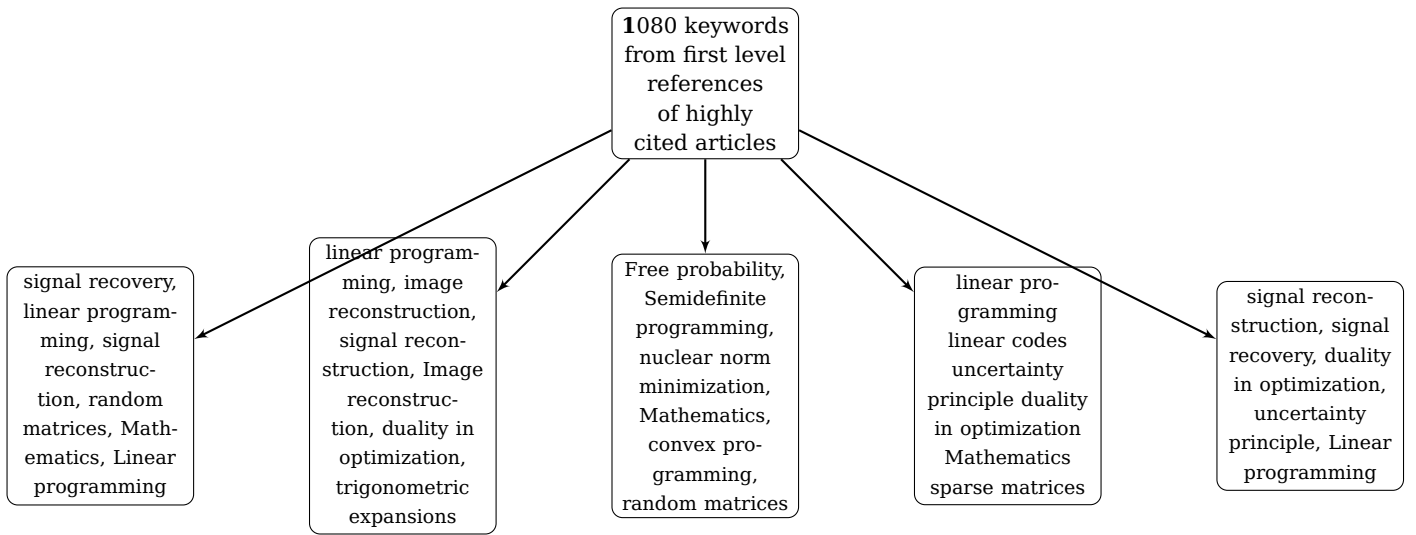 1080 keywords
from first level
references
of highly
cited articles
signal recovery,
linear program-
ming, signal
reconstruc-
tion, random
matrices, Math-
ematics, Linear
programming
linear program-
ming, image
reconstruction,
signal recon-
struction, Image
reconstruc-
tion, duality in
optimization,
trigonometric
expansions
Free probability,
Semidefinite
programming,
nuclear norm
minimization,
Mathematics,
convex pro-
gramming,
random matrices
linear pro-
gramming
linear codes
uncertainty
principle duality
in optimization
Mathematics
sparse matrices
signal recon-
struction, signal
recovery, duality
in optimization,
uncertainty
principle, Linear
programming